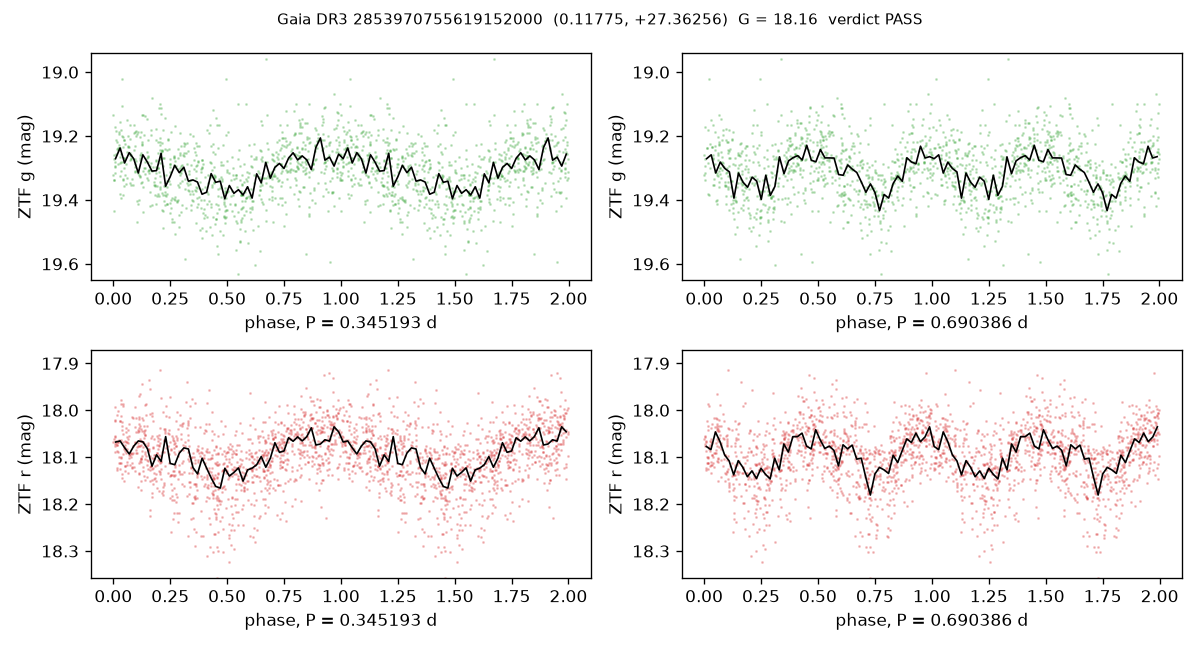 Gaia DR3 2853970755619152000 (0.11775, +27.36256) G = 18.16 verdict PASS
ZTF g (mag)
19.0
19.2
19.4
19.6
0.00 0.25 0.50 0.75 1.00 1.25 1.50 1.75 2.00
phase, P = 0.345193 d
ZTF g (mag)
19.0
19.2
19.4
19.6
0.00 0.25 0.50 0.75 1.00 1.25 1.50 1.75 2.00
phase, P = 0.690386 d
ZTF r (mag)
17.9
18.0
18.1
18.2
18.3
0.00 0.25 0.50 0.75 1.00 1.25 1.50 1.75 2.00
phase, P = 0.345193 d
ZTF r (mag)
17.9
18.0
18.1
18.2
18.3
0.00 0.25 0.50 0.75 1.00 1.25 1.50 1.75 2.00
phase, P = 0.690386 d